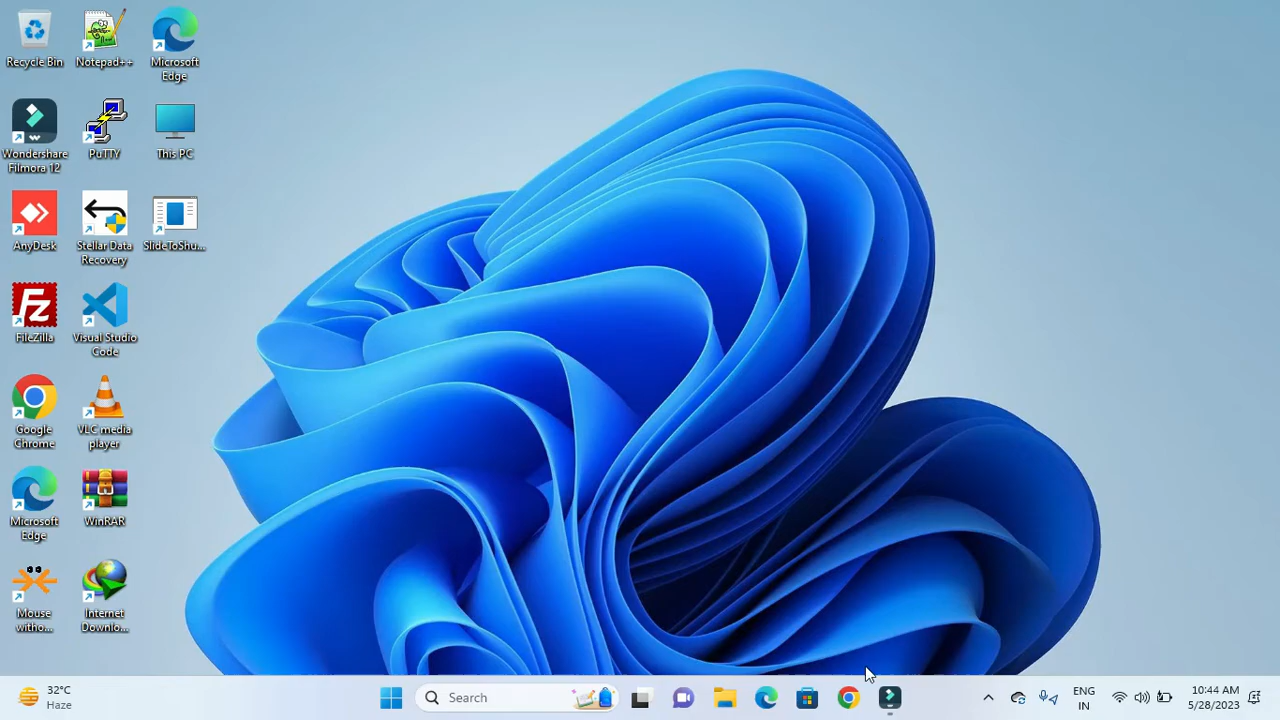 Recycle Bin
Notepad++
Microsoft
Edge
Wondershare
Filmora 12
PuTTY
This PC
AnyDesk
Stellar Data
Recovery
SlideToShu...
FileZilla
Visual Studio
Code
Google
Chrome
VLC media
player
Microsoft
Edge
WinRAR
Mouse
witho...
Internet
Downlo...
32°C
Haze
Search
ENG
IN
10:44 AM
5/28/2023